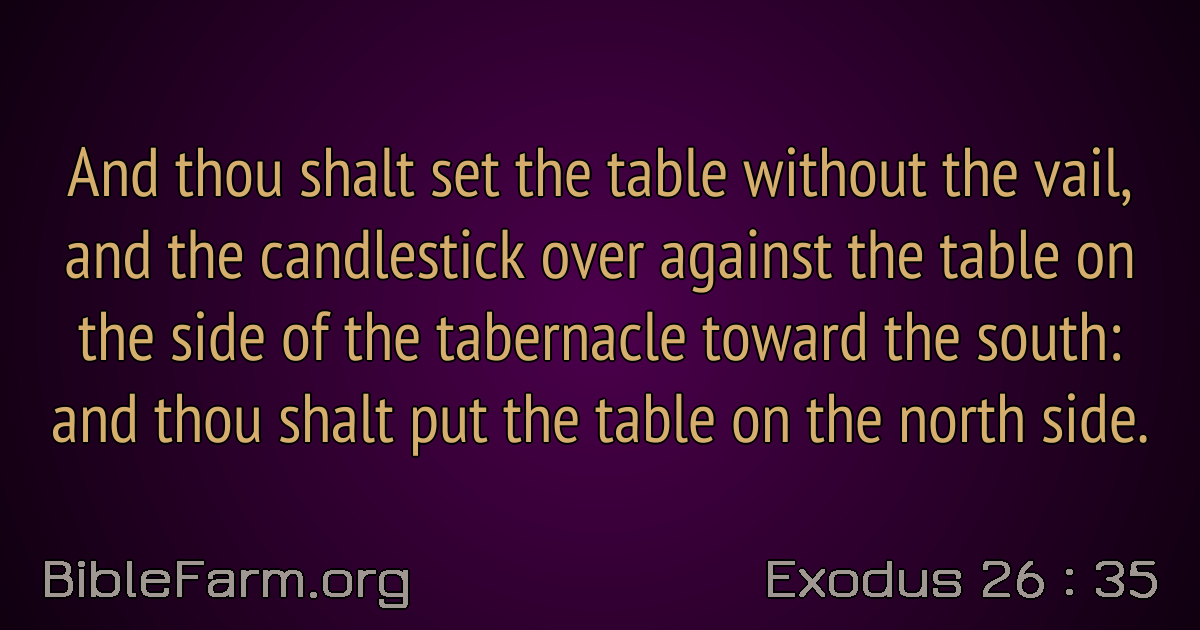 And thou shalt set the table without the vail,
and the candlestick over against the table on
the side of the tabernacle toward the south:
and thou shalt put the table on the north side.
BibleFarm.org
Exodus 26 : 35